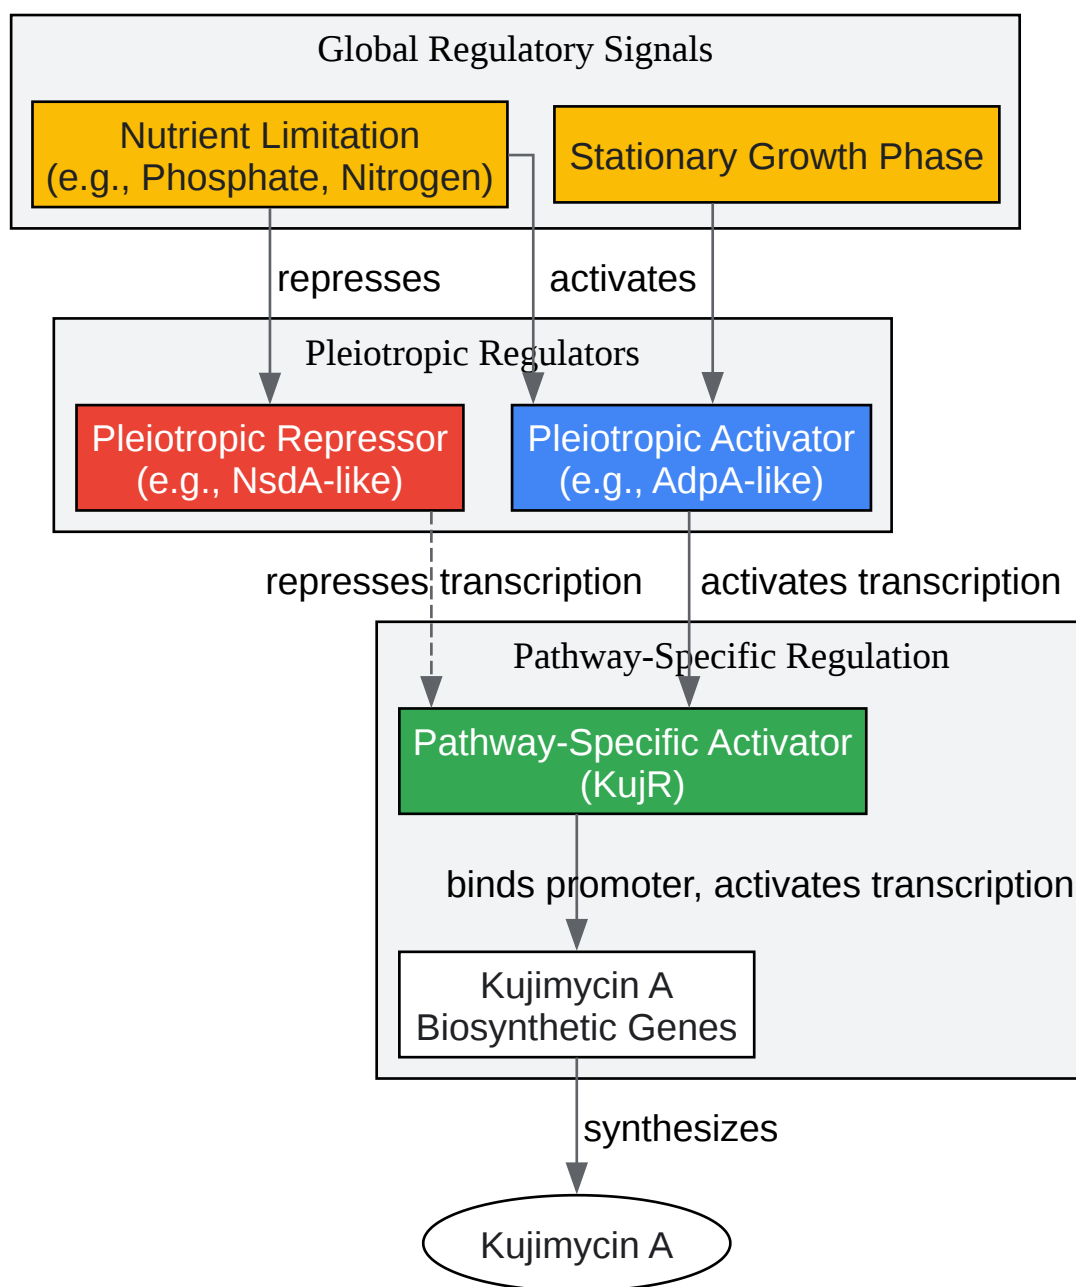 Global Regulatory Signals
Nutrient Limitation
(e.g., Phosphate, Nitrogen)
Stationary Growth Phase
represses
activates
Pleiotropic Regulators
Pleiotropic Repressor
(e.g., NsdA-like)
Pleiotropic Activator
(e.g., AdpA-like)
represses transcription
activates transcription
Pathway-Specific Regulation
Pathway-Specific Activator
(KujR)
binds promoter, activates transcription
Kujimycin A
Biosynthetic Genes
synthesizes
Kujimycin A